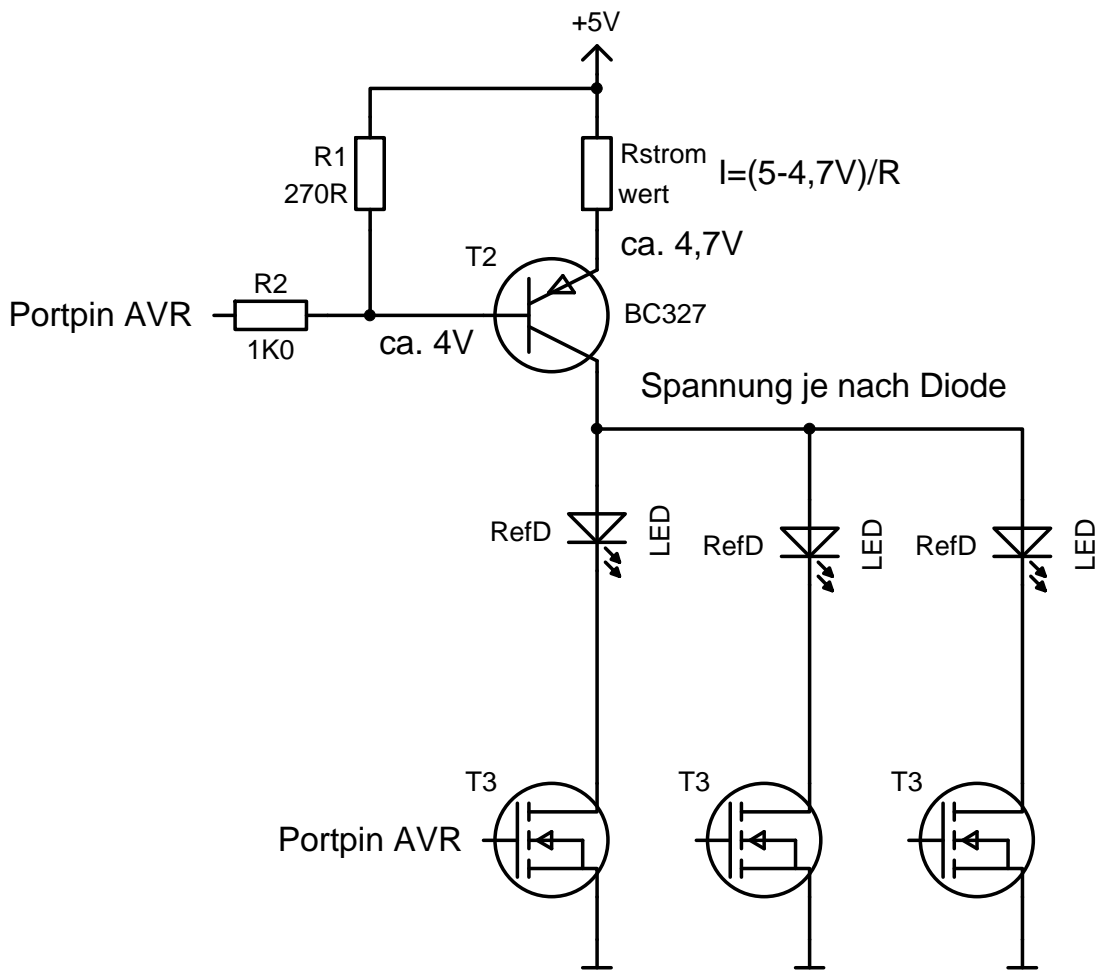 +5V
R1
270R
Rstrom
wert
I=(5-4,7V)/R
ca. 4,7V
T2
R2
Portpin AVR
1K0
ca. 4V
BC327
Spannung je nach Diode
RefD
LED
RefD
LED
RefD
LED
T3
T3
T3
Portpin AVR